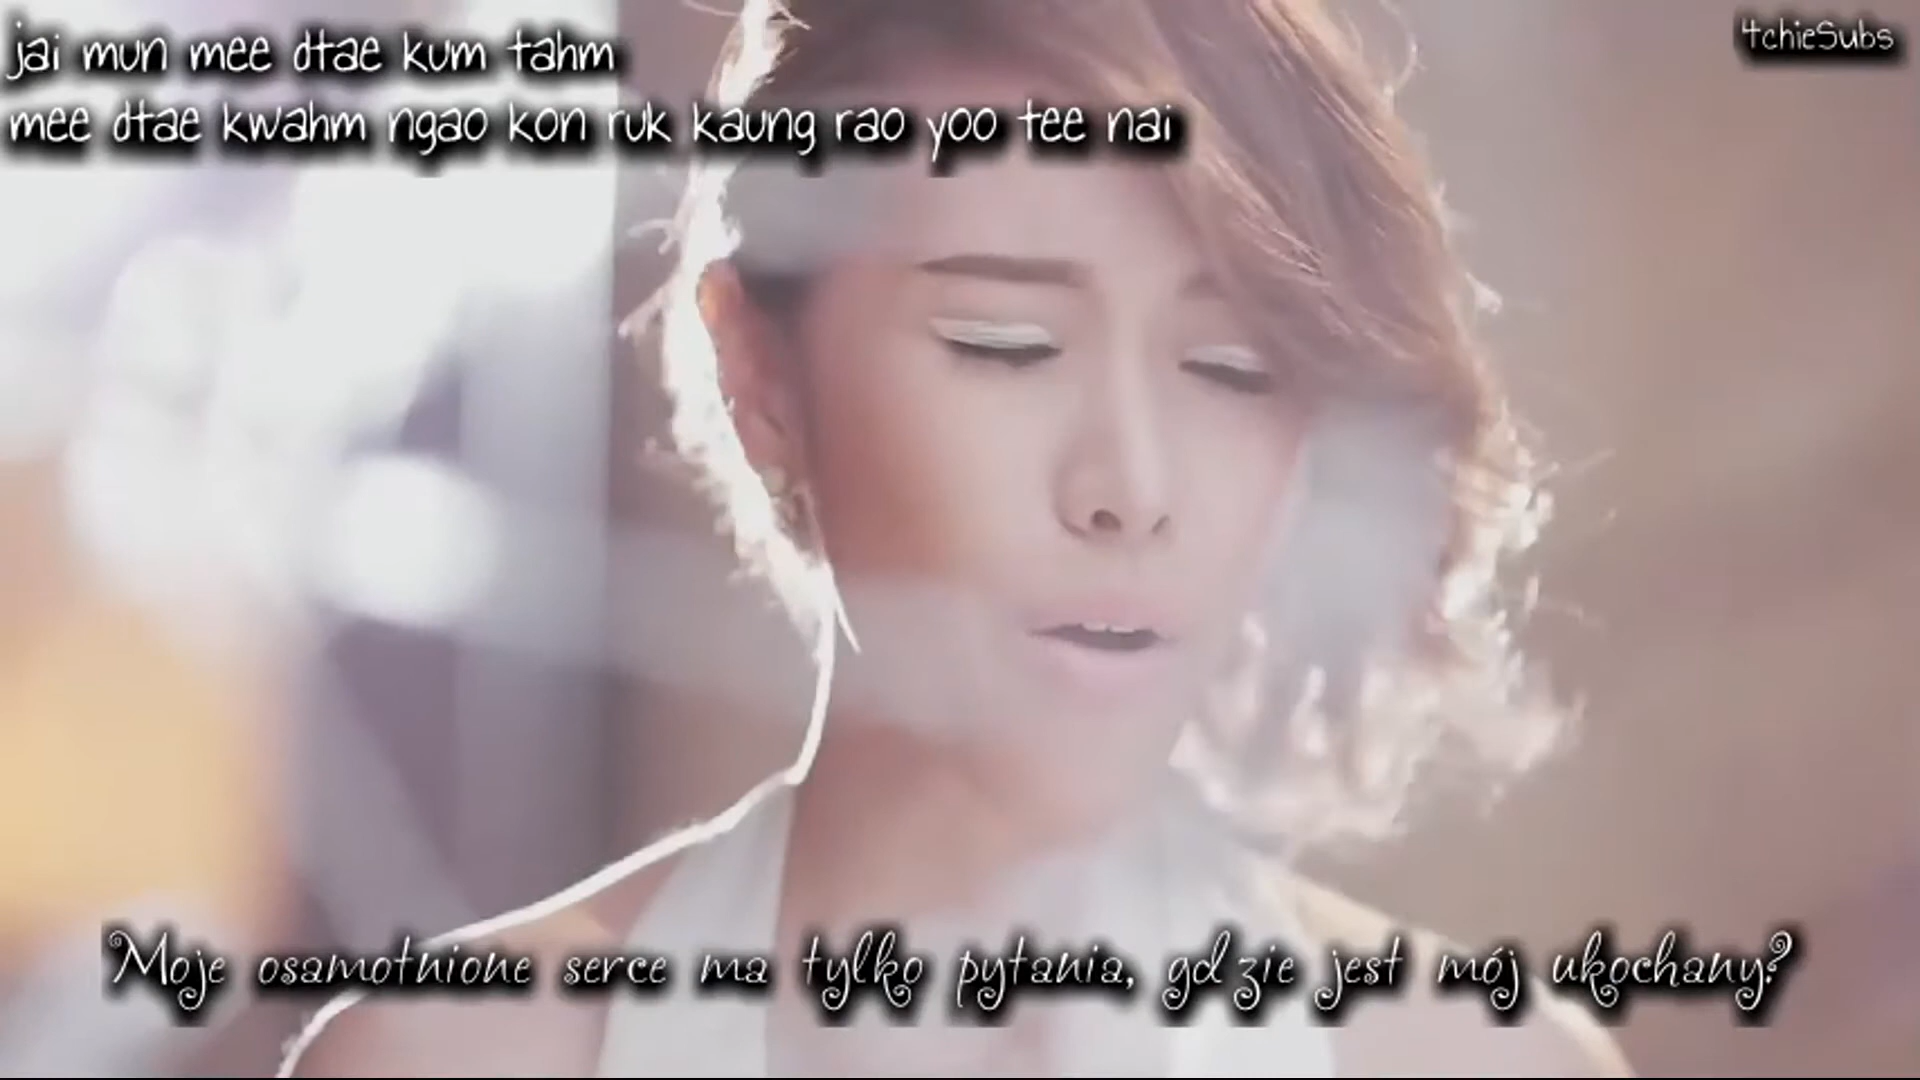 jai mun mee dtae kum tahm
4chieSubs
mee dtae kwahm ngao kon ruk kaung rao yoo tee nai
Moje osamotnione serce ma tylko pytania, gdzie jest mój ukochany?